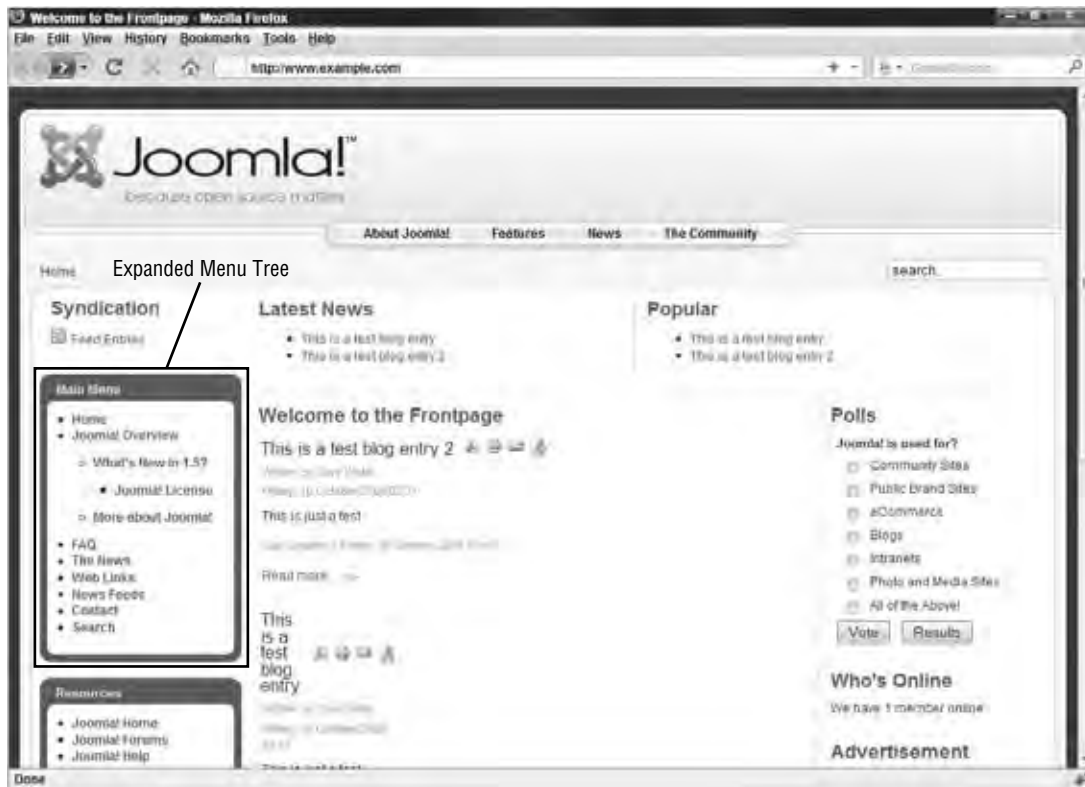 Welcome to the Frontpage - Mozilla Firefox
File Edit View History Bookmarks Tools Help
http://www.example.com
Joomla!™
because open source matters
About Joomla! Features News The Community
Home
Expanded Menu Tree
search...
Syndication
Feed Entries
Latest News
This is a test blog entry
This is a test blog entry 2
Popular
This is a test blog entry
This is a test blog entry 2
Main Menu
Home
Joomla! Overview
What's New in 1.5?
Joomla! License
More about Joomla!
FAQ
The News
Web Links
News Feeds
Contact
Search
Resources
Joomla! Home
Joomla! Forums
Joomla! Help
Welcome to the Frontpage
This is a test blog entry 2
This is just a test
Read more
This
is a
test
blog
entry
Polls
Joomla! is used for?
Community Sites
Public Brand Sites
eCommerce
Blogs
Intranets
Photo and Media Sites
All of the Above!
Vote Results
Who's Online
We have 1 member online
Advertisement
Done